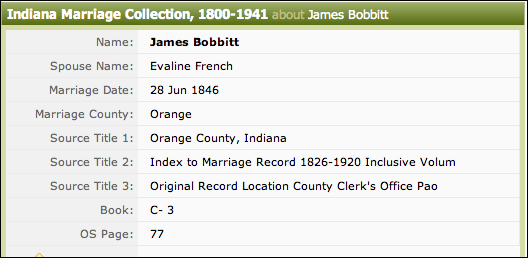 Indiana Marriage Collection, 1800-1941 about James Bobbitt
Name: James Bobbitt
Spouse Name: Evaline French
Marriage Date: 28 Jun 1846
Marriage County: Orange
Source Title 1: Orange County, Indiana
Source Title 2: Index to Marriage Record 1826-1920 Inclusive Volum
Source Title 3: Original Record Location County Clerk's Office Pao
Book: C- 3
OS Page: 77